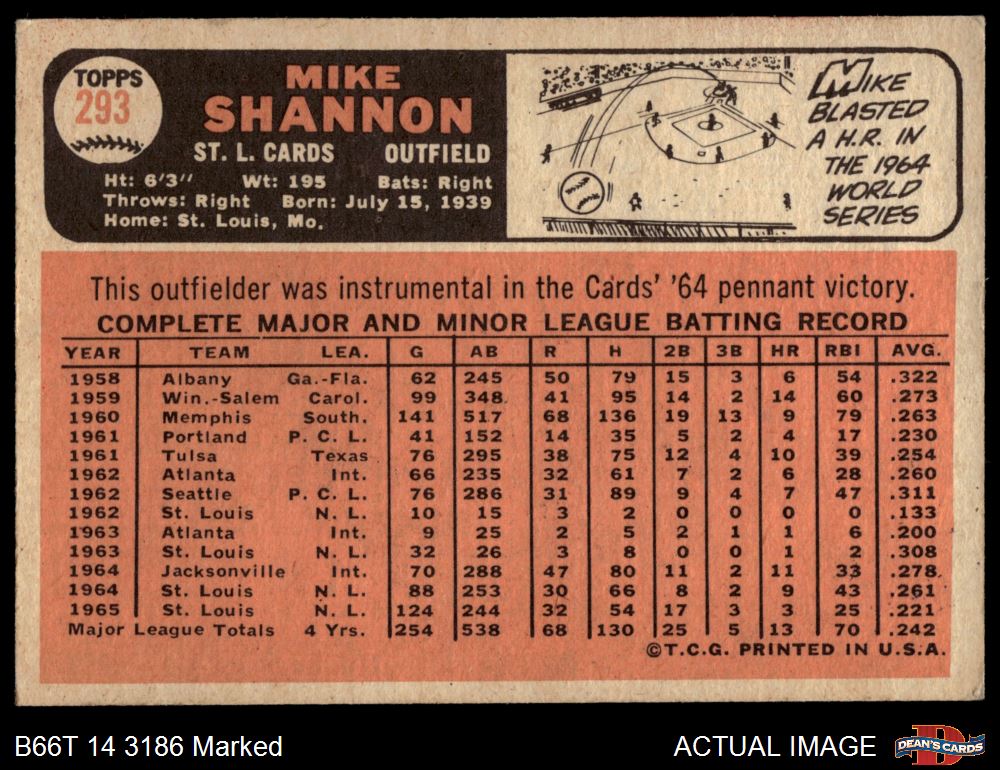 TOPPS
293
MIKE
SHANNON
ST. L. CARDS OUTFIELD
Ht: 6'3" Wt: 195 Bats: Right
Throws: Right Born: July 15, 1939
Home: St. Louis, Mo.
MIKE
BLASTED
A H.R. IN
THE 1964
WORLD
SERIES
This outfielder was instrumental in the Cards' '64 pennant victory.
COMPLETE MAJOR AND MINOR LEAGUE BATTING RECORD
YEAR TEAM LEA. G AB R H 2B 3B HR RBI AVG.
1958 Albany Ga.-Fla. 62 245 50 79 15 3 6 54 .322
1959 Win.-Salem Carol. 99 348 41 95 14 2 14 60 .273
1960 Memphis South. 141 517 68 136 19 13 9 79 .263
1961 Portland P. C. L. 41 152 14 35 5 2 4 17 .230
1961 Tulsa Texas 76 295 38 75 12 4 10 39 .254
1962 Atlanta Int. 66 235 32 61 7 2 6 28 .260
1962 Seattle P. C. L. 76 286 31 89 9 4 7 47 .311
1962 St. Louis N. L. 10 15 3 2 0 0 0 0 .133
1963 Atlanta Int. 9 25 2 5 2 1 1 6 .200
1963 St. Louis N. L. 32 26 3 8 0 0 1 2 .308
1964 Jacksonville Int. 70 288 47 80 11 2 11 33 .278
1964 St. Louis N. L. 88 253 30 66 8 2 9 43 .261
1965 St. Louis N. L. 124 244 32 54 17 3 3 25 .221
Major League Totals 4 Yrs. 254 538 68 130 25 5 13 70 .242
©T.C.G. PRINTED IN U.S.A.
B66T 14 3186 Marked
ACTUAL IMAGE
DEAN'S CARDS